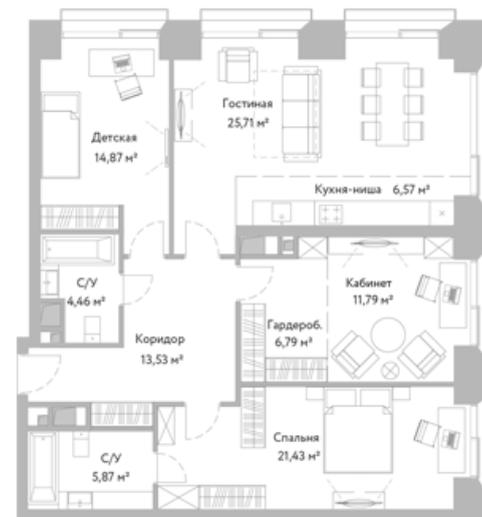 Гостиная
25,71 м²
Детская
14,87 м²
Кухня-ниша 6,57 м²
С/У
4,46 м²
Кабинет
11,79 м²
Гардероб.
6,79 м²
Коридор
13,53 м²
Спальня
21,43 м²
С/У
5,87 м²